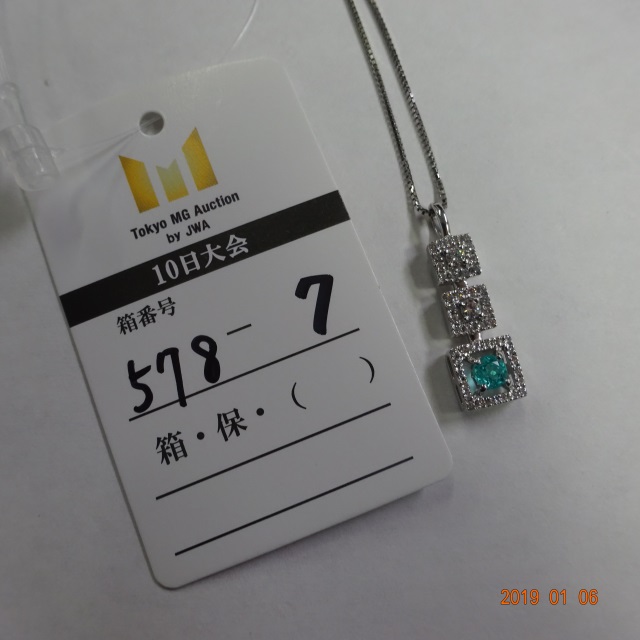 Tokyo MG Auction
by JWA
10日大会
箱番号
578-7
箱・保・（　）
2019 01 06